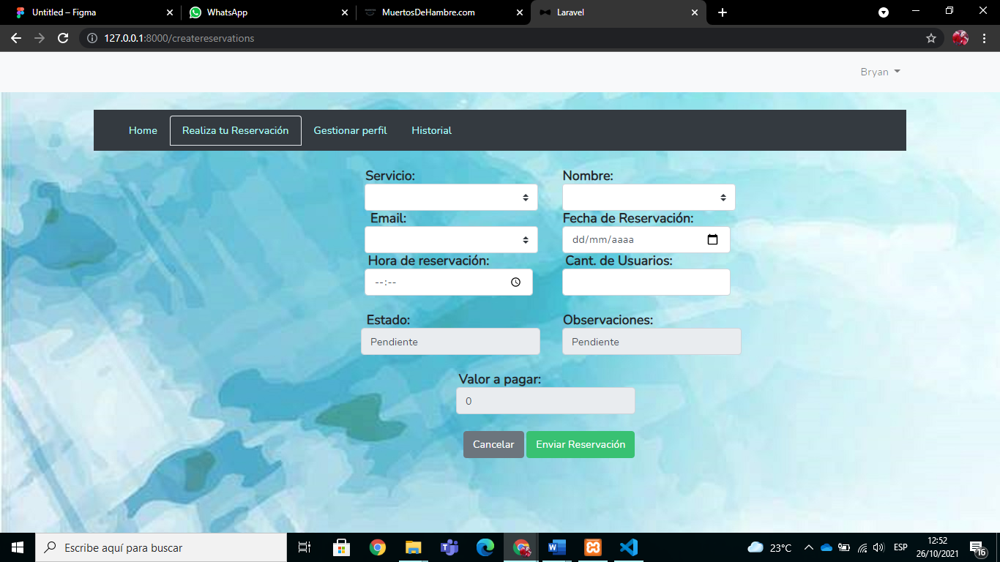 Untitled – Figma
WhatsApp
MuertosDeHambre.com
Laravel
127.0.0.1:8000/createreservations
Bryan
Home
Realiza tu Reservación
Gestionar perfil
Historial
Servicio:
Nombre:
Email:
Fecha de Reservación:
dd/mm/aaaa
Hora de reservación:
Cant. de Usuarios:
--:--
Estado:
Observaciones:
Pendiente
Pendiente
Valor a pagar:
0
Cancelar
Enviar Reservación
Escribe aquí para buscar
23°C
ESP
12:52
26/10/2021
16